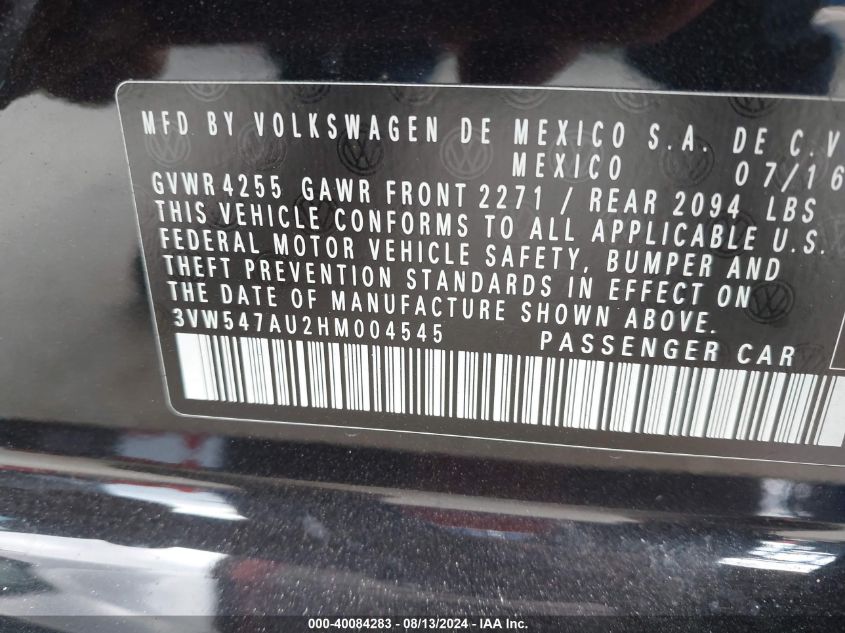 MFD BY VOLKSWAGEN DE MEXICO S.A. DE C.V
MEXICO 07/16
GVWR 4255 GAWR FRONT 2271 / REAR 2094 LBS
THIS VEHICLE CONFORMS TO ALL APPLICABLE U.S.
FEDERAL MOTOR VEHICLE SAFETY, BUMPER AND
THEFT PREVENTION STANDARDS IN EFFECT ON
THE DATE OF MANUFACTURE SHOWN ABOVE.
3VW547AU2HM004545 PASSENGER CAR
000-40084283 - 08/13/2024 - IAA Inc.